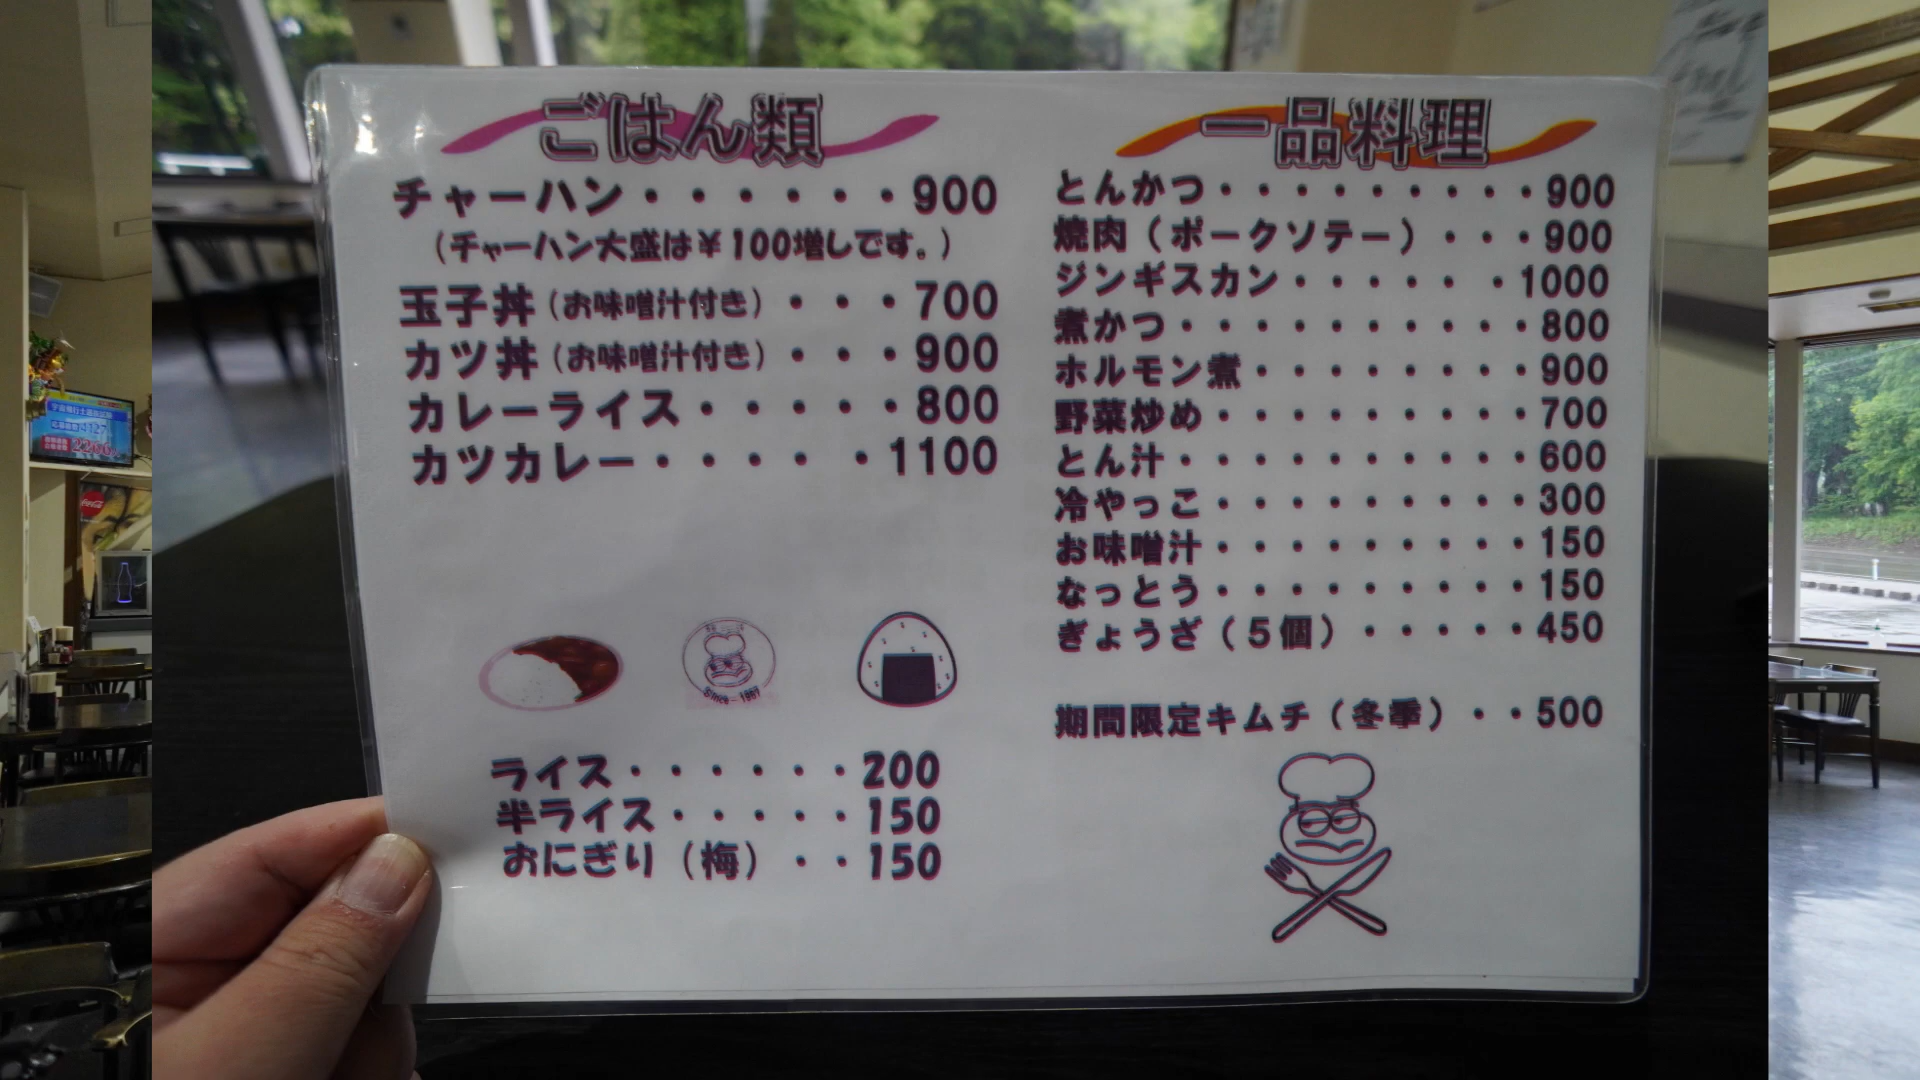 ごはん類
チャーハン・・・・・・・900
(チャーハン大盛は￥100増しです。)
玉子丼(お味噌汁付き)・・・700
カツ丼(お味噌汁付き)・・・900
カレーライス・・・・・・800
カツカレー・・・・・・1100
Since-1967
ライス・・・・・・200
半ライス・・・・・150
おにぎり(梅)・・150
一品料理
とんかつ・・・・・・・・・900
焼肉(ポークソテー)・・・900
ジンギスカン・・・・・・1000
煮かつ・・・・・・・・・・800
ホルモン煮・・・・・・・・900
野菜炒め・・・・・・・・・700
とん汁・・・・・・・・・・600
冷やっこ・・・・・・・・・300
お味噌汁・・・・・・・・・150
なっとう・・・・・・・・・150
ぎょうざ(5個)・・・・・450
期間限定キムチ(冬季)・・500
Coca-Cola